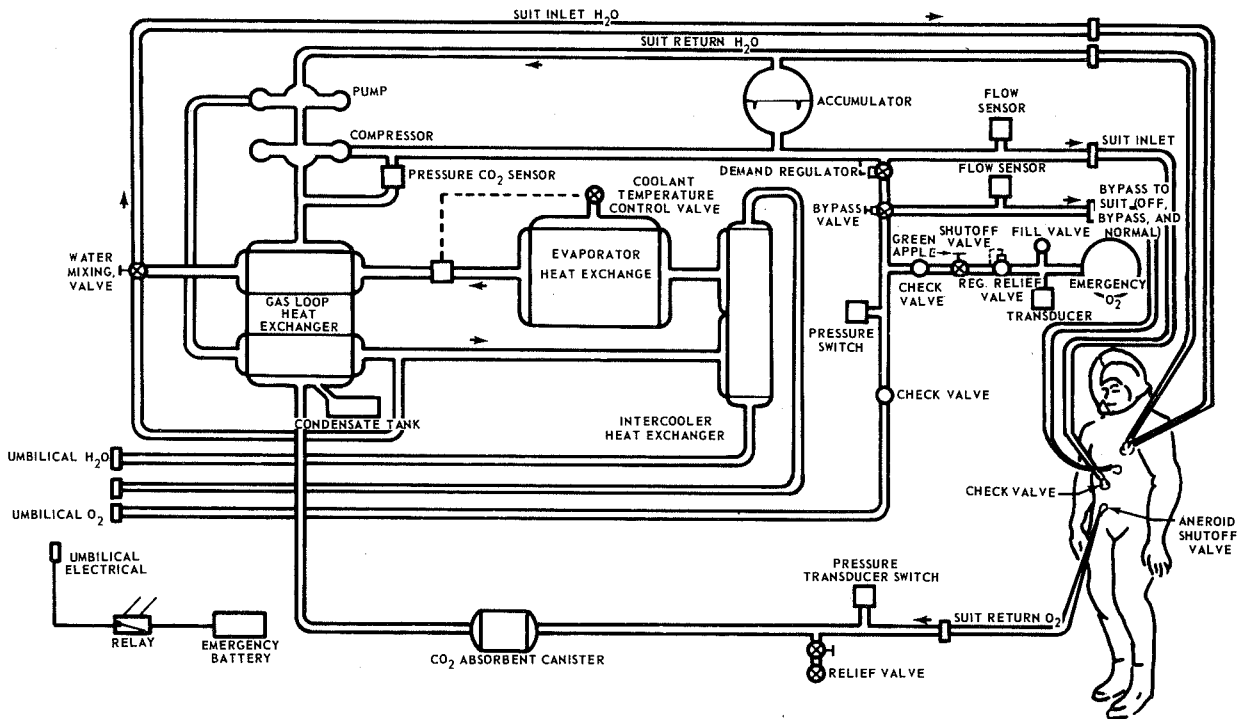 SUIT INLET H2O
SUIT RETURN H2O
PUMP
ACCUMULATOR
FLOW
SENSOR
COMPRESSOR
SUIT INLET
DEMAND REGULATOR
FLOW SENSOR
PRESSURE CO2 SENSOR
COOLANT
TEMPERATURE
CONTROL VALVE
BYPASS
VALVE
BYPASS TO
SUIT (OFF,
BYPASS, AND
NORMAL)
GREEN
APPLE
SHUTOFF
VALVE
FILL VALVE
WATER
MIXING,
VALVE
EVAPORATOR
HEAT EXCHANGE
CHECK
VALVE
REG. RELIEF
VALVE
EMERGENCY
O2
TRANSDUCER
GAS LOOP
HEAT
EXCHANGER
PRESSURE
SWITCH
CONDENSATE TANK
INTERCOOLER
HEAT EXCHANGER
CHECK VALVE
UMBILICAL H2O
UMBILICAL O2
CHECK VALVE
ANEROID
SHUTOFF
VALVE
UMBILICAL
ELECTRICAL
RELAY
EMERGENCY
BATTERY
PRESSURE
TRANSDUCER SWITCH
SUIT RETURN O2
CO2 ABSORBENT CANISTER
RELIEF VALVE